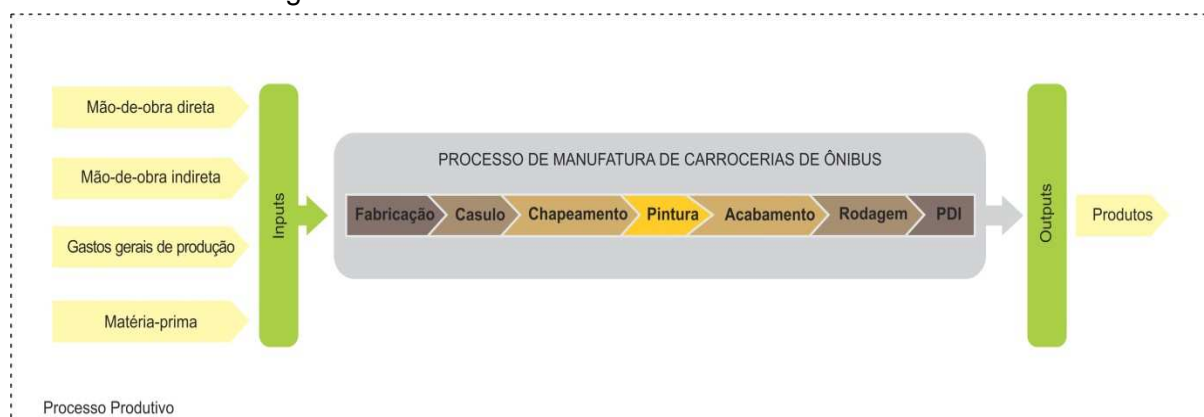 Mão-de-obra direta
Mão-de-obra indireta
Gastos gerais de produção
Matéria-prima
Inputs
PROCESSO DE MANUFATURA DE CARROCERIAS DE ÔNIBUS
Fabricação Casulo Chapeamento Pintura Acabamento Rodagem PDI
Outputs
Produtos
Processo Produtivo